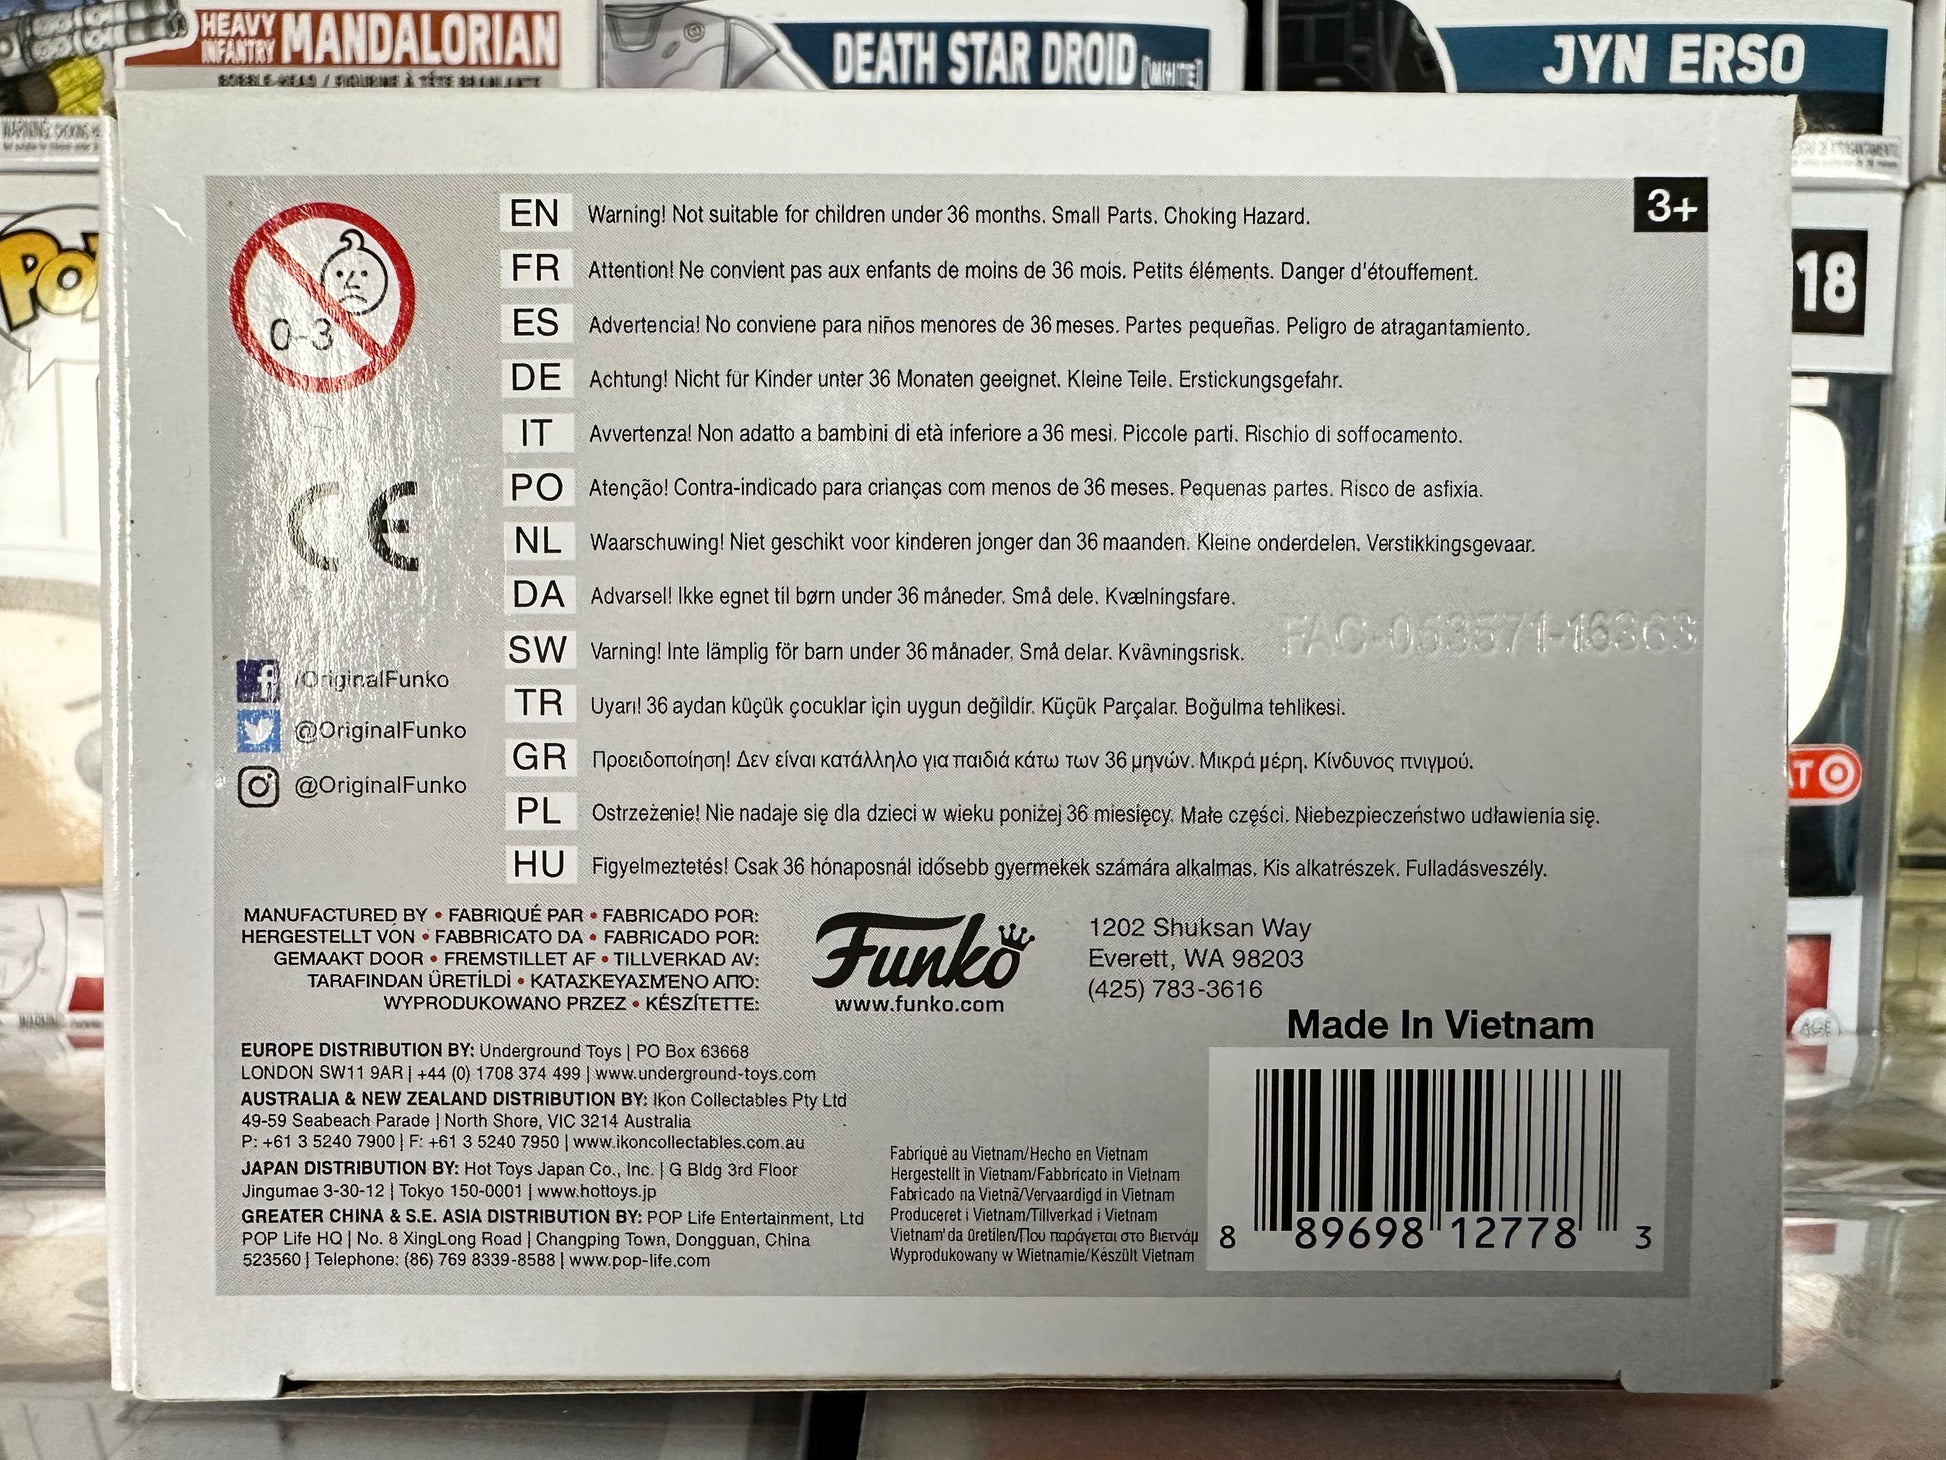 HEAVY INFANTRY MANDALORIAN
BOBBLE-HEAD / FIGURINE À TÊTE BRANLANTE
DEATH STAR DROID [WHITE]
JYN ERSO
3+
18
0-3
CE
EN Warning! Not suitable for children under 36 months. Small Parts. Choking Hazard.
FR Attention! Ne convient pas aux enfants de moins de 36 mois. Petits éléments. Danger d'étouffement.
ES Advertencia! No conviene para niños menores de 36 meses. Partes pequeñas. Peligro de atragantamiento.
DE Achtung! Nicht für Kinder unter 36 Monaten geeignet. Kleine Teile. Erstickungsgefahr.
IT Avvertenza! Non adatto a bambini di età inferiore a 36 mesi. Piccole parti. Rischio di soffocamento.
PO Atenção! Contra-indicado para crianças com menos de 36 meses. Pequenas partes. Risco de asfixia.
NL Waarschuwing! Niet geschikt voor kinderen jonger dan 36 maanden. Kleine onderdelen. Verstikkingsgevaar.
DA Advarsel! Ikke egnet til børn under 36 måneder. Små dele. Kvælningsfare.
FAC-053571-16363
SW Varning! Inte lämplig för barn under 36 månader. Små delar. Kvävningsrisk.
TR Uyarı! 36 aydan küçük çocuklar için uygun değildir. Küçük Parçalar. Boğulma tehlikesi.
GR Προειδοποίηση! Δεν είναι κατάλληλο για παιδιά κάτω των 36 μηνών. Μικρά μέρη. Κίνδυνος πνιγμού.
PL Ostrzeżenie! Nie nadaje się dla dzieci w wieku poniżej 36 miesięcy. Małe części. Niebezpieczeństwo udławienia się.
HU Figyelmeztetés! Csak 36 hónaposnál idősebb gyermekek számára alkalmas. Kis alkatrészek. Fulladásveszély.
/OriginalFunko
@OriginalFunko
@OriginalFunko
MANUFACTURED BY • FABRIQUÉ PAR • FABRICADO POR:
HERGESTELLT VON • FABBRICATO DA • FABRICADO POR:
GEMAAKT DOOR • FREMSTILLET AF • TILLVERKAD AV:
TARAFINDAN ÜRETİLDİ • ΚΑΤΑΣΚΕΥΑΣΜΈΝΟ ΑΠΌ:
WYPRODUKOWANO PRZEZ • KÉSZÍTETTE:
Funko
www.funko.com
1202 Shuksan Way
Everett, WA 98203
(425) 783-3616
Made In Vietnam
EUROPE DISTRIBUTION BY: Underground Toys | PO Box 63668
LONDON SW11 9AR | +44 (0) 1708 374 499 | www.underground-toys.com
AUSTRALIA & NEW ZEALAND DISTRIBUTION BY: Ikon Collectables Pty Ltd
49-59 Seabeach Parade | North Shore, VIC 3214 Australia
P: +61 3 5240 7900 | F: +61 3 5240 7950 | www.ikoncollectables.com.au
JAPAN DISTRIBUTION BY: Hot Toys Japan Co., Inc. | G Bldg 3rd Floor
Jingumae 3-30-12 | Tokyo 150-0001 | www.hottoys.jp
GREATER CHINA & S.E. ASIA DISTRIBUTION BY: POP Life Entertainment, Ltd
POP Life HQ | No. 8 XingLong Road | Changping Town, Dongguan, China
523560 | Telephone: (86) 769 8339-8588 | www.pop-life.com
Fabriqué au Vietnam/Hecho en Vietnam
Hergestellt in Vietnam/Fabbricato in Vietnam
Fabricado na Vietnã/Vervaardigd in Vietnam
Produceret i Vietnam/Tillverkad i Vietnam
Vietnam'da üretilen/Που παράγεται στο Βιετνάμ
Wyprodukowany w Wietnamie/Készült Vietnam
8 89698 12778 3